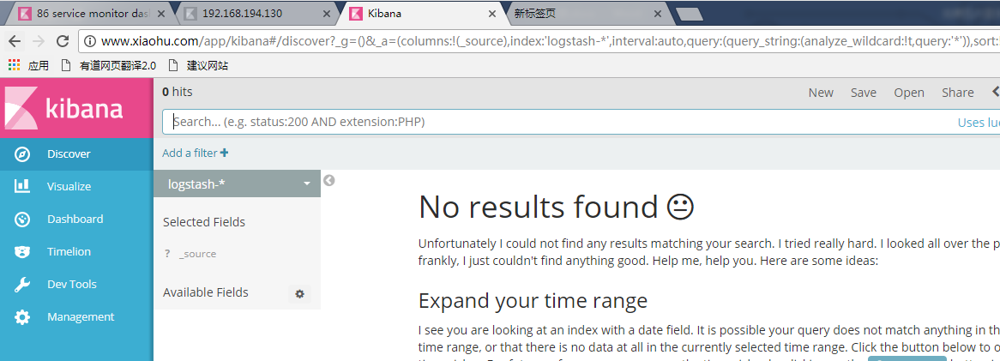 86 service monitor das
192.168.194.130
Kibana
新标签页
www.xiaohu.com/app/kibana#/discover?_g=()&_a=(columns:!(_source),index:'logstash-*',interval:auto,query:(query_string:(analyze_wildcard:!t,query:'*')),sort:
应用
有道网页翻译2.0
建议网站
kibana
0 hits
New
Save
Open
Share
Search... (e.g. status:200 AND extension:PHP)
Uses luc
Discover
Add a filter
Visualize
logstash-*
Dashboard
Selected Fields
Timelion
? _source
Dev Tools
Available Fields
Management
No results found
Unfortunately I could not find any results matching your search. I tried really hard. I looked all over the p
frankly, I just couldn't find anything good. Help me, help you. Here are some ideas:
Expand your time range
I see you are looking at an index with a date field. It is possible your query does not match anything in th
time range, or that there is no data at all in the currently selected time range. Click the button below to o